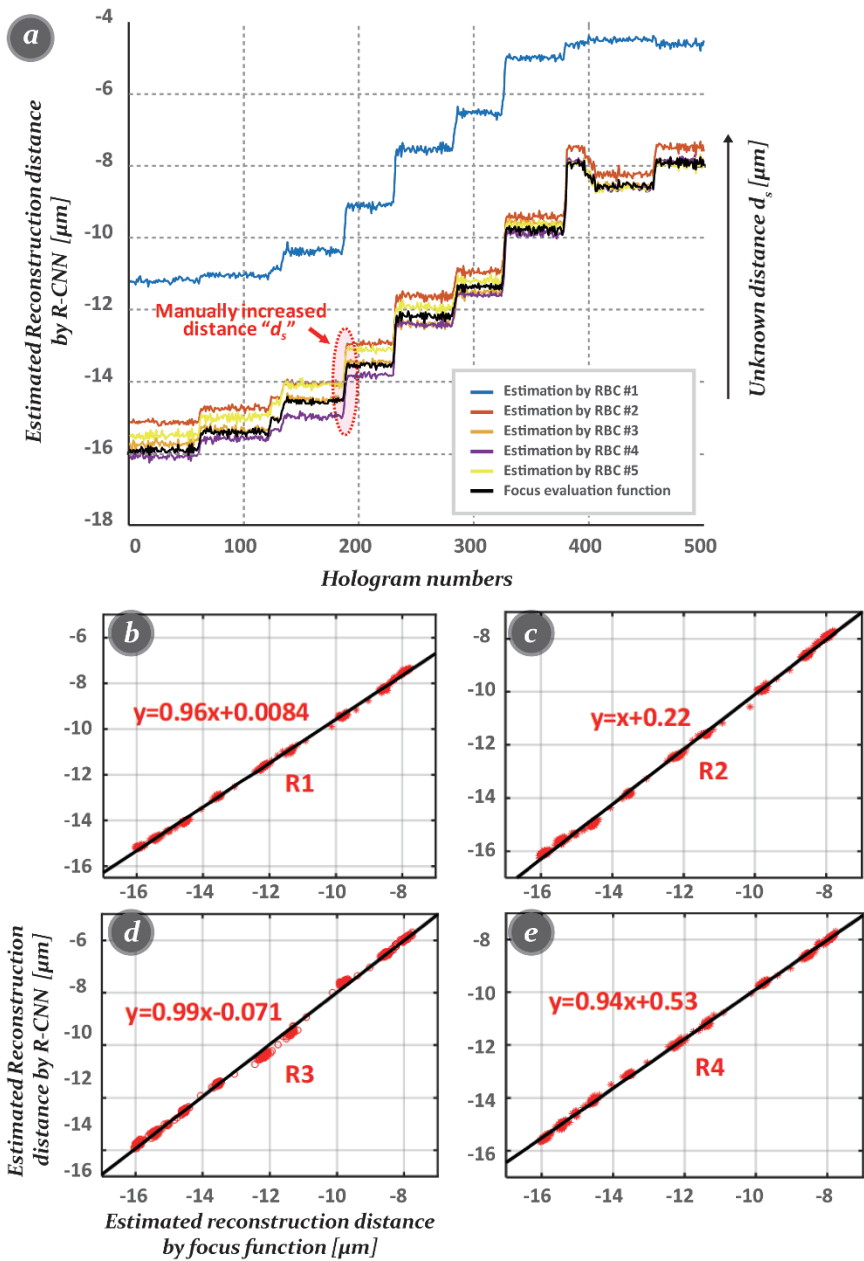 a
Estimated Reconstruction distance
by R-CNN [μm]
-4
-6
-8
-10
-12
-14
-16
-18
0
100
200
300
400
500
Hologram numbers
Manually increased
distance "ds"
Estimation by RBC #1
Estimation by RBC #2
Estimation by RBC #3
Estimation by RBC #4
Estimation by RBC #5
Focus evaluation function
Unknown distance ds [μm]
b
-6
-8
-10
-12
-14
-16
y=0.96x+0.0084
R1
-16
-14
-12
-10
-8
c
-8
-10
-12
-14
-16
y=x+0.22
R2
-16
-14
-12
-10
-8
d
-6
-8
-10
-12
-14
-16
y=0.99x-0.071
R3
-16
-14
-12
-10
-8
e
-8
-10
-12
-14
-16
y=0.94x+0.53
R4
-16
-14
-12
-10
-8
Estimated Reconstruction
distance by R-CNN [μm]
Estimated reconstruction distance
by focus function [μm]